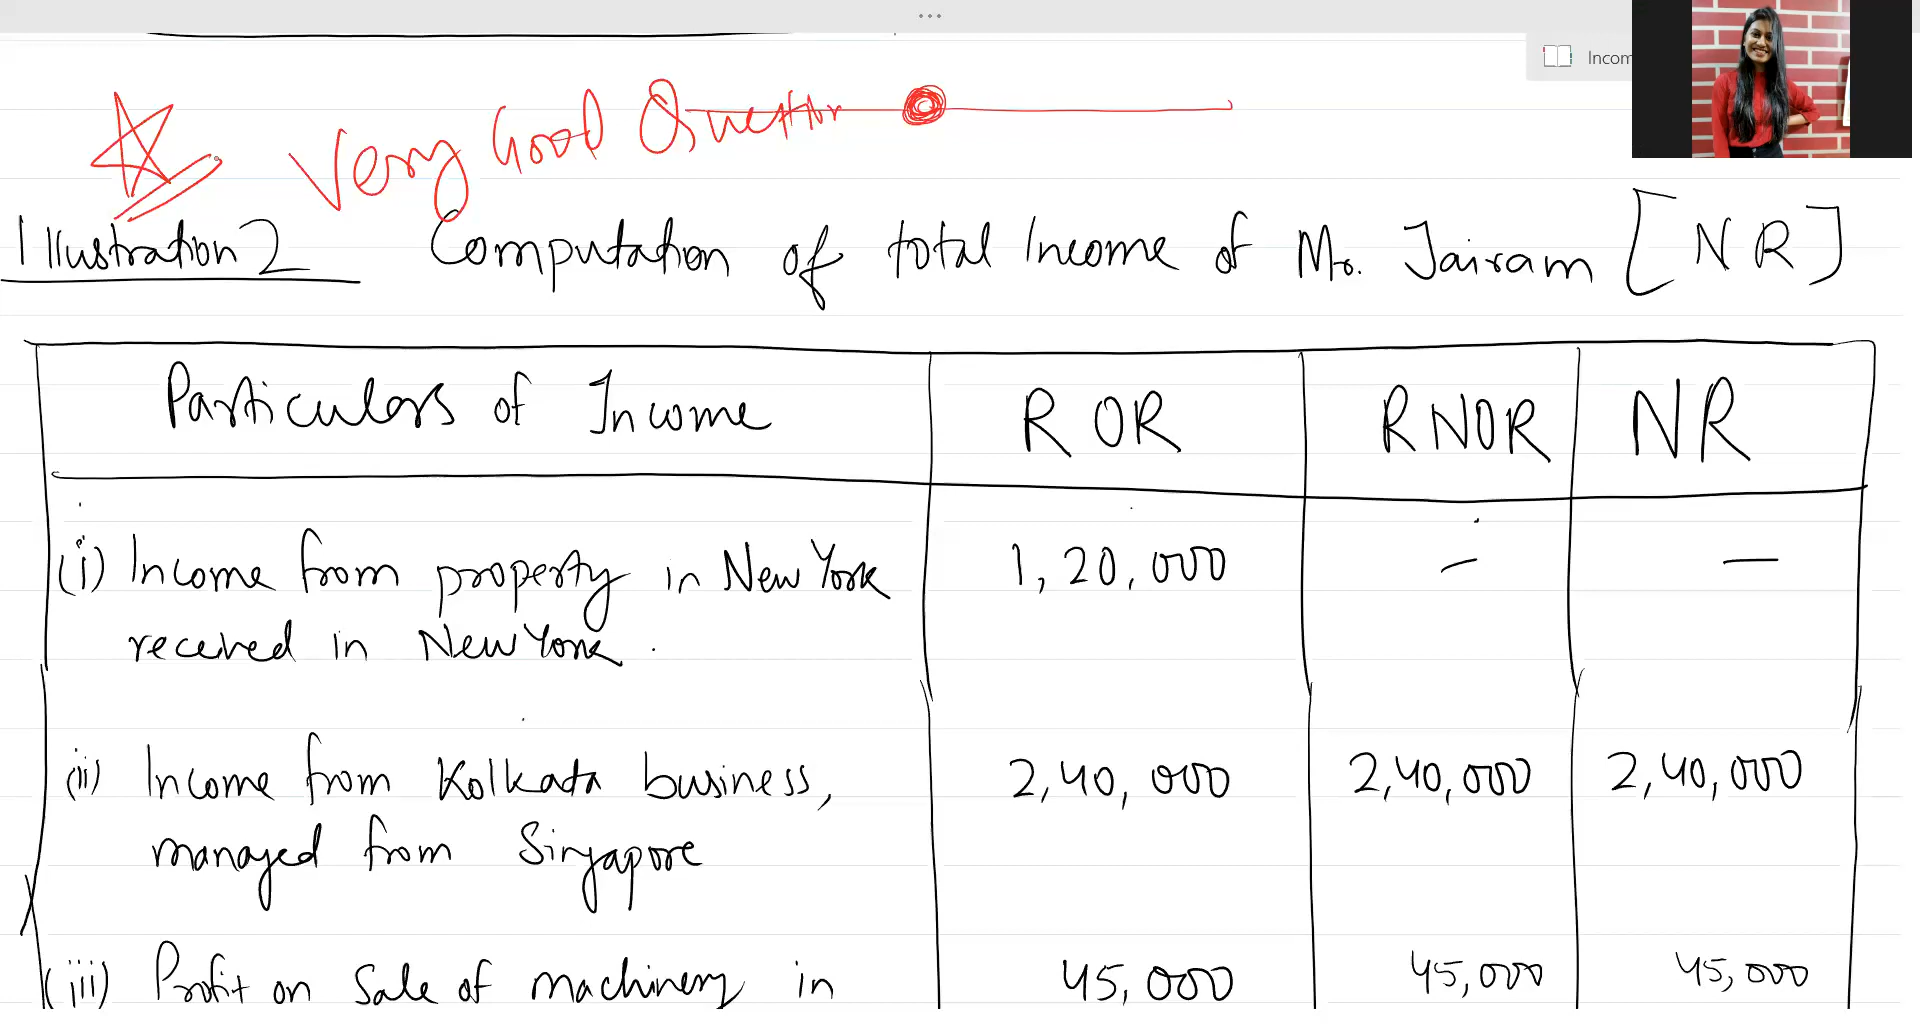 Incom
Very Good Question
Illustration 2 Computation of total Income of Mr. Jairam [NR]
Particulars of Income ROR RNOR NR
(i) Income from property in New York 1,20,000 - -
received in New York.
(ii) Income from Kolkata business, 2,40,000 2,40,000 2,40,000
managed from Singapore
(iii) Profit on Sale of machinery in 45,000 45,000 45,000